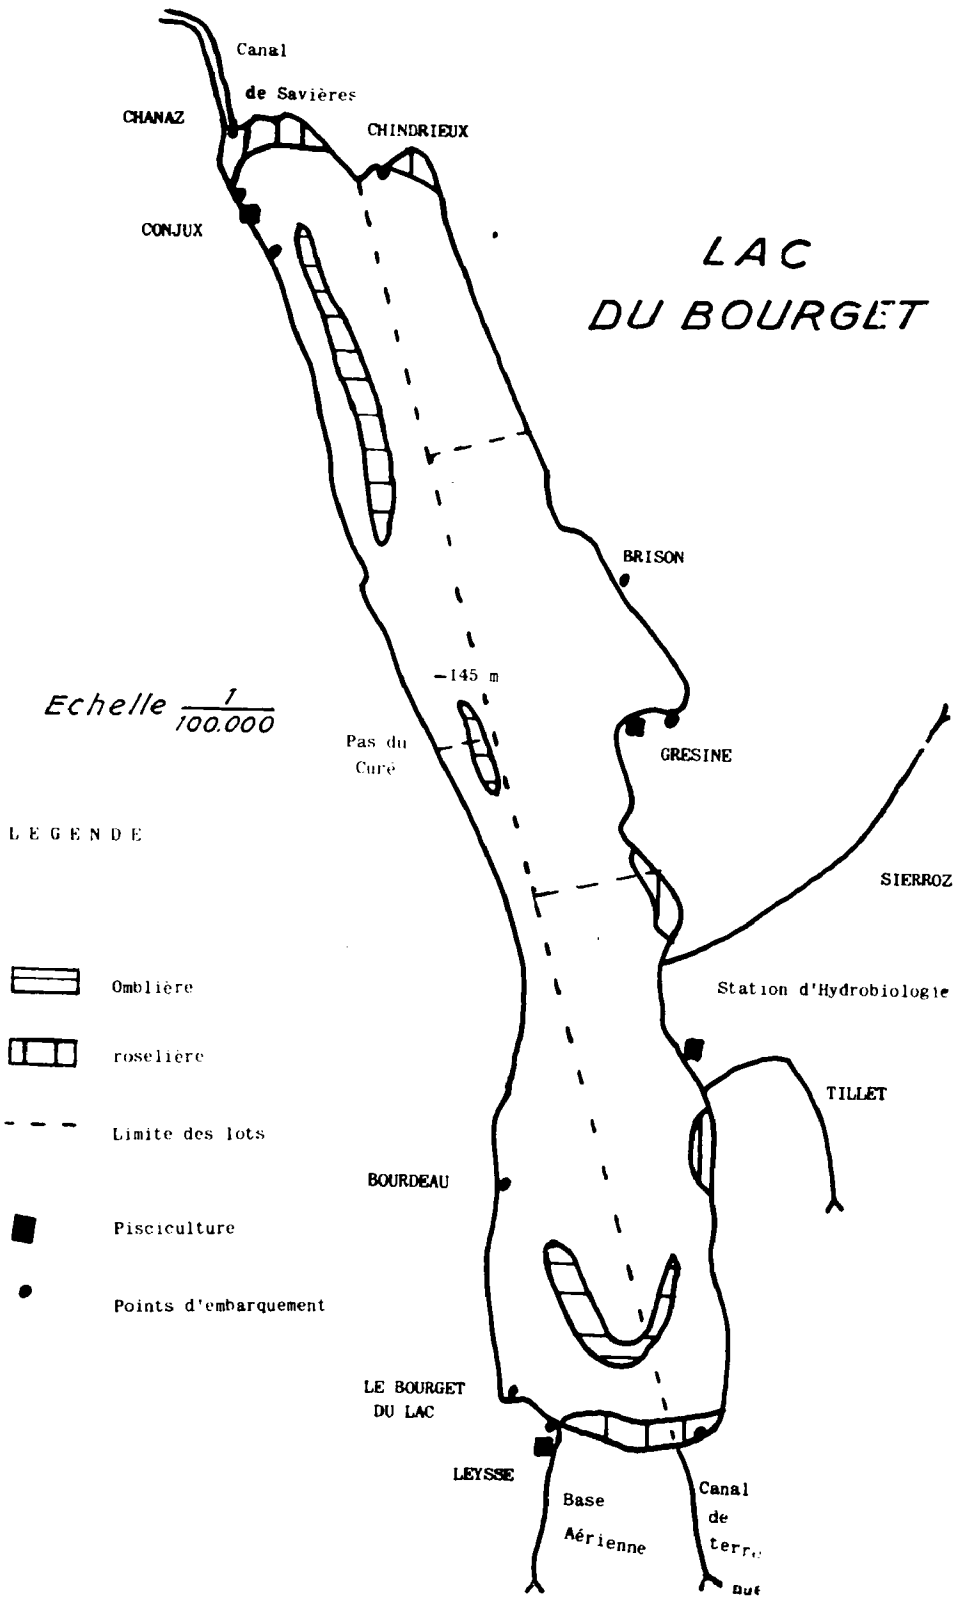 Canal
de Savières
CHANAZ
CHINDRIEUX
CONJUX
LAC
DU BOURGET
BRISON
-145 m
Echelle 1/100.000
Pas du
Curé
GRESINE
LEGENDE
SIERROZ
Omblière
Station d'Hydrobiologie
roselière
TILLET
Limite des lots
BOURDEAU
Pisciculture
Points d'embarquement
LE BOURGET
DU LAC
LEYSSE
Base
Aérienne
Canal
de
terre
nue